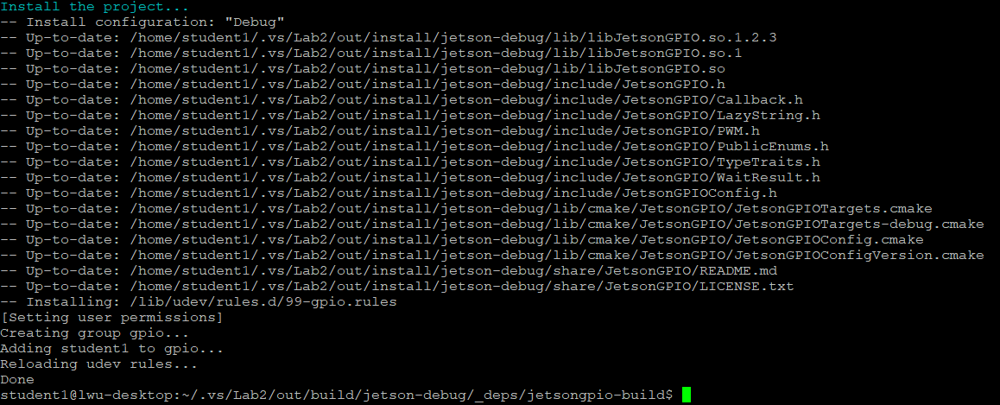 Install the project...
-- Install configuration: "Debug"
-- Up-to-date: /home/student1/.vs/Lab2/out/install/jetson-debug/lib/libJetsonGPIO.so.1.2.3
-- Up-to-date: /home/student1/.vs/Lab2/out/install/jetson-debug/lib/libJetsonGPIO.so.1
-- Up-to-date: /home/student1/.vs/Lab2/out/install/jetson-debug/lib/libJetsonGPIO.so
-- Up-to-date: /home/student1/.vs/Lab2/out/install/jetson-debug/include/JetsonGPIO.h
-- Up-to-date: /home/student1/.vs/Lab2/out/install/jetson-debug/include/JetsonGPIO/Callback.h
-- Up-to-date: /home/student1/.vs/Lab2/out/install/jetson-debug/include/JetsonGPIO/LazyString.h
-- Up-to-date: /home/student1/.vs/Lab2/out/install/jetson-debug/include/JetsonGPIO/PWM.h
-- Up-to-date: /home/student1/.vs/Lab2/out/install/jetson-debug/include/JetsonGPIO/PublicEnums.h
-- Up-to-date: /home/student1/.vs/Lab2/out/install/jetson-debug/include/JetsonGPIO/TypeTraits.h
-- Up-to-date: /home/student1/.vs/Lab2/out/install/jetson-debug/include/JetsonGPIO/WaitResult.h
-- Up-to-date: /home/student1/.vs/Lab2/out/install/jetson-debug/include/JetsonGPIOConfig.h
-- Up-to-date: /home/student1/.vs/Lab2/out/install/jetson-debug/lib/cmake/JetsonGPIO/JetsonGPIOTargets.cmake
-- Up-to-date: /home/student1/.vs/Lab2/out/install/jetson-debug/lib/cmake/JetsonGPIO/JetsonGPIOTargets-debug.cmake
-- Up-to-date: /home/student1/.vs/Lab2/out/install/jetson-debug/lib/cmake/JetsonGPIO/JetsonGPIOConfig.cmake
-- Up-to-date: /home/student1/.vs/Lab2/out/install/jetson-debug/lib/cmake/JetsonGPIO/JetsonGPIOConfigVersion.cmake
-- Up-to-date: /home/student1/.vs/Lab2/out/install/jetson-debug/share/JetsonGPIO/README.md
-- Up-to-date: /home/student1/.vs/Lab2/out/install/jetson-debug/share/JetsonGPIO/LICENSE.txt
-- Installing: /lib/udev/rules.d/99-gpio.rules
[Setting user permissions]
Creating group gpio...
Adding student1 to gpio...
Reloading udev rules...
Done
student1@lwu-desktop:~/.vs/Lab2/out/build/jetson-debug/_deps/jetsongpio-build$